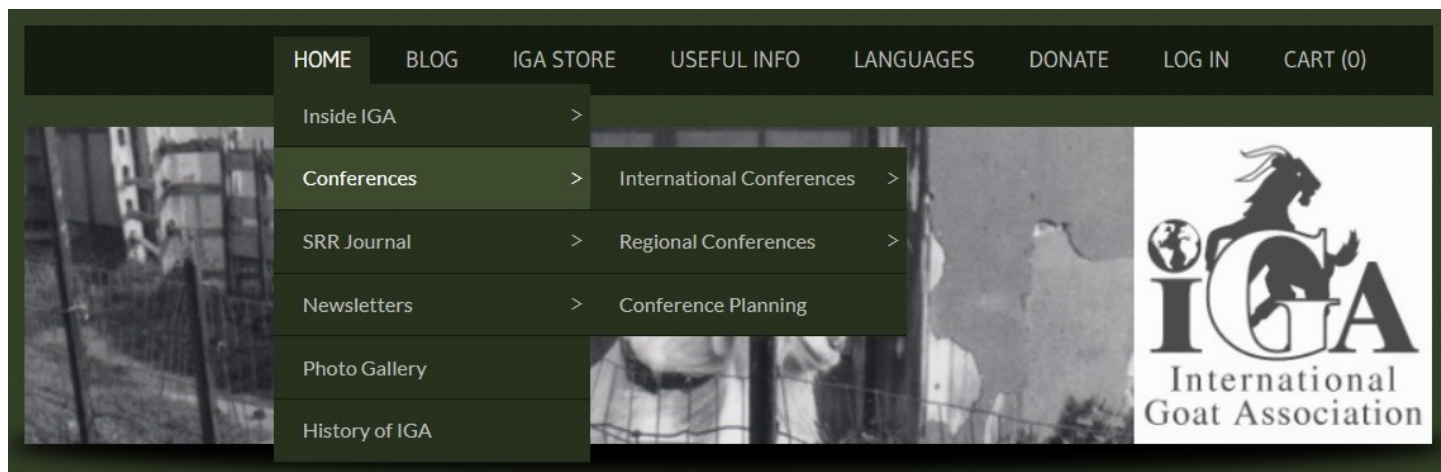 HOME BLOG IGA STORE USEFUL INFO LANGUAGES DONATE LOG IN CART (0)
Inside IGA >
Conferences >
SRR Journal >
Newsletters >
Photo Gallery
History of IGA
International Conferences >
Regional Conferences >
Conference Planning
iGA
International
Goat Association